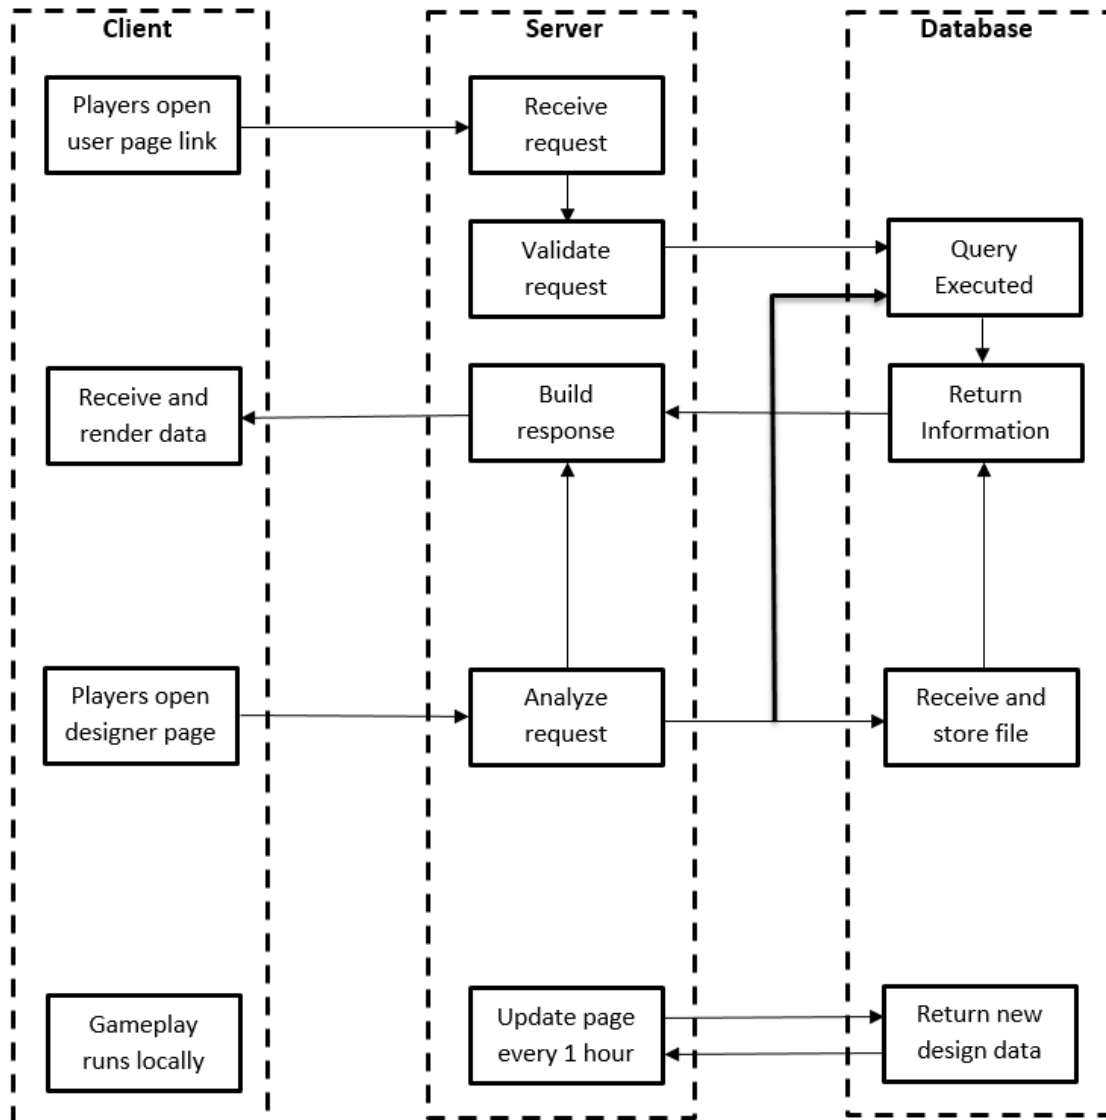 Client
Server
Database
Players open
user page link
Receive
request
Validate
request
Query
Executed
Receive and
render data
Build
response
Return
Information
Players open
designer page
Analyze
request
Receive and
store file
Gameplay
runs locally
Update page
every 1 hour
Return new
design data